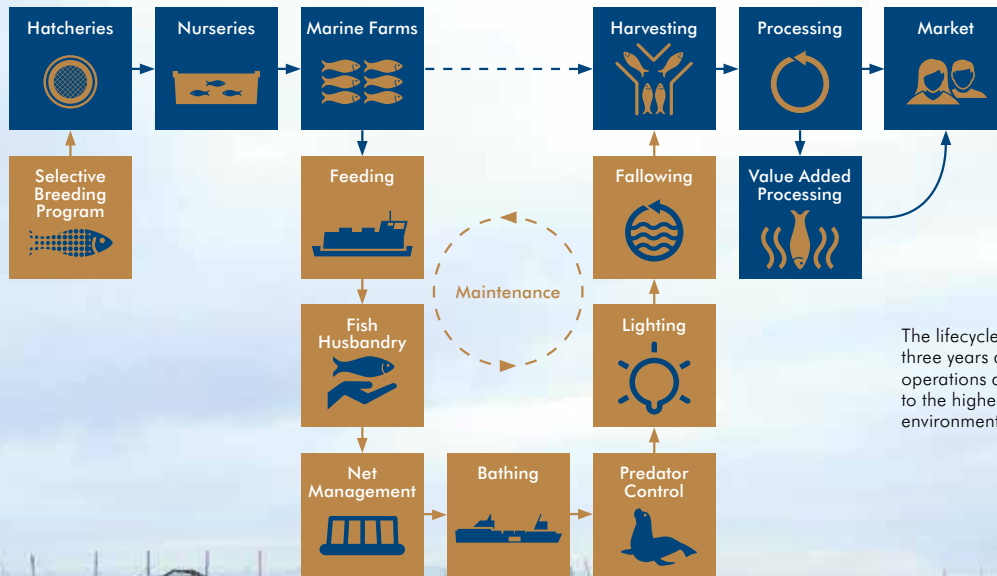 Hatcheries
Nurseries
Marine Farms
Harvesting
Processing
Market
Selective
Breeding
Program
Feeding
Fallowing
Value Added
Processing
Maintenance
Fish
Husbandry
Lighting
The lifecycle
three years
operations
to the highe
environment
Net
Management
Bathing
Predator
Control